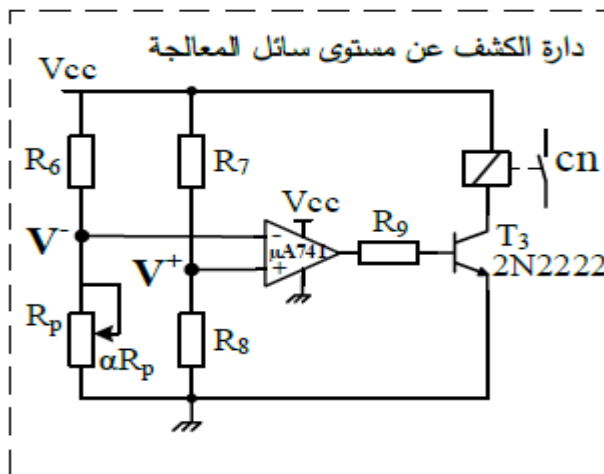 دارة الكشف عن مستوى سائل المعالجة
Vcc
R6
R7
cn
Vcc
R9
V-
-
μA741
T3
V+
+
2N2222
Rp
αRp
R8